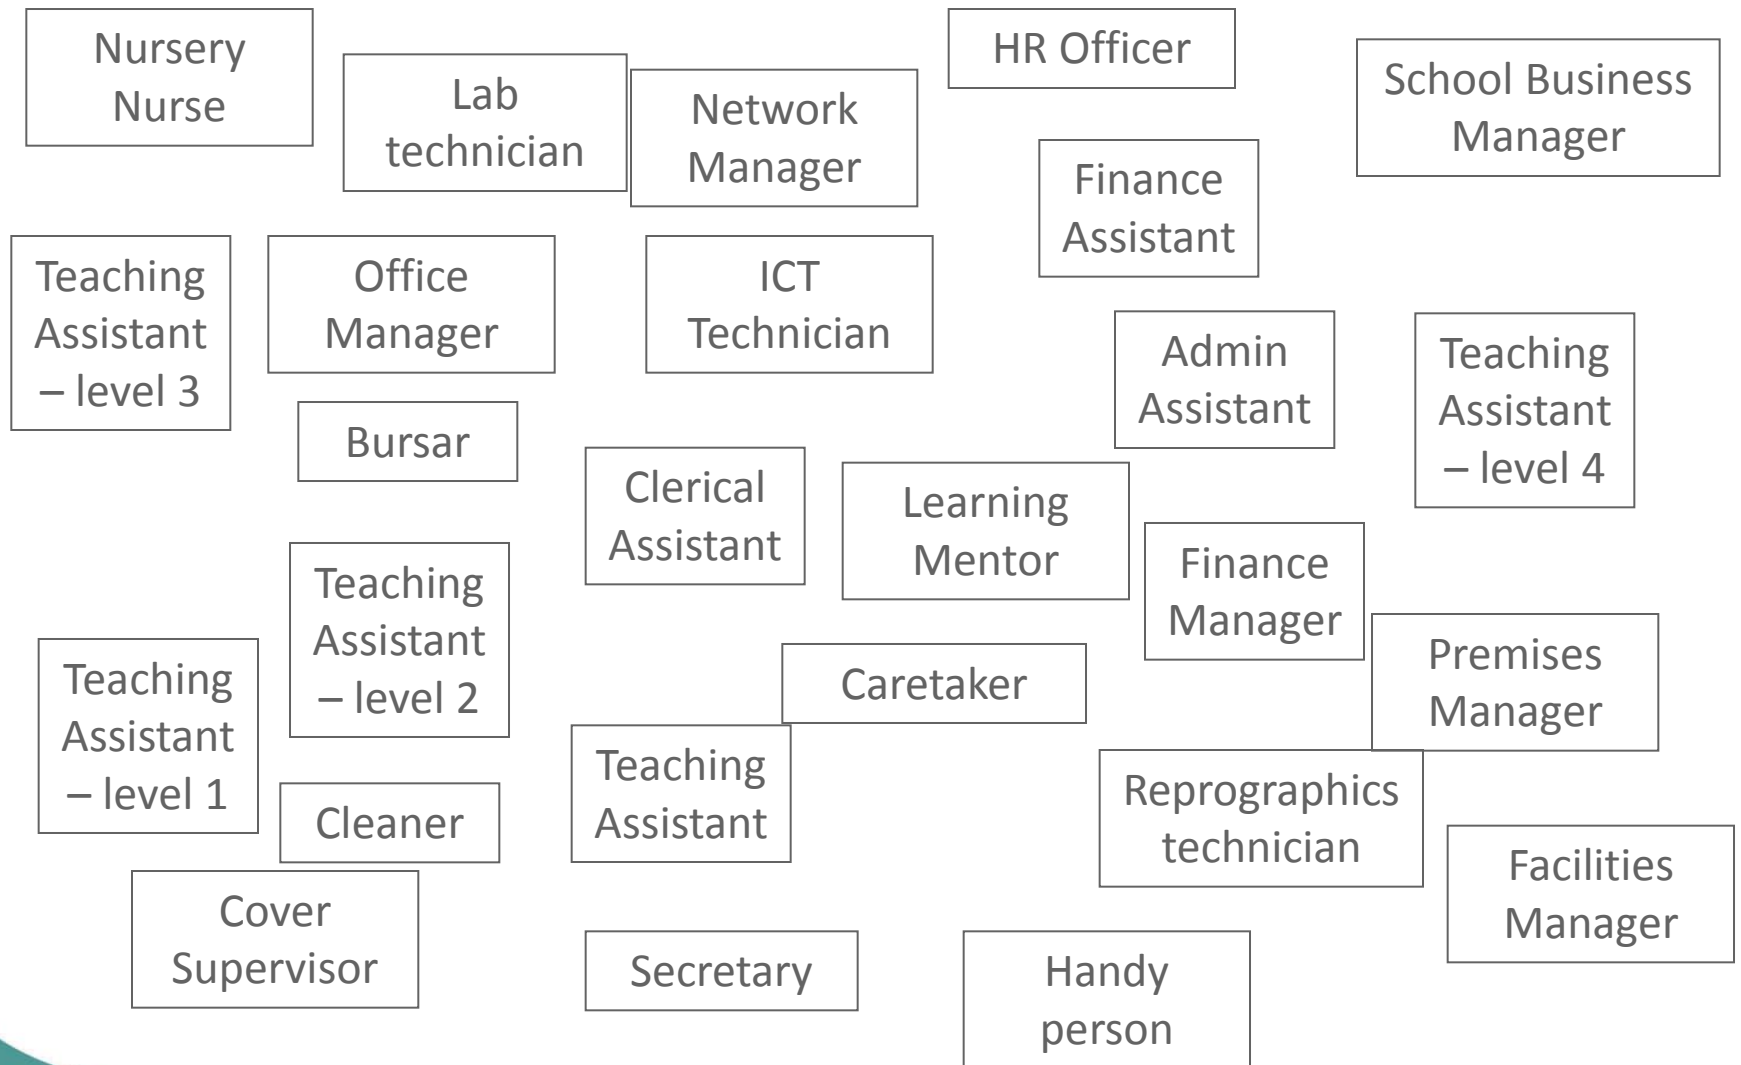 Nursery
Nurse
Lab
technician
Network
Manager
HR Officer
School Business
Manager
Finance
Assistant
Teaching
Assistant
– level 3
Office
Manager
ICT
Technician
Admin
Assistant
Teaching
Assistant
– level 4
Bursar
Clerical
Assistant
Learning
Mentor
Finance
Manager
Teaching
Assistant
– level 2
Premises
Manager
Teaching
Assistant
– level 1
Caretaker
Teaching
Assistant
Reprographics
technician
Cleaner
Facilities
Manager
Cover
Supervisor
Secretary
Handy
person